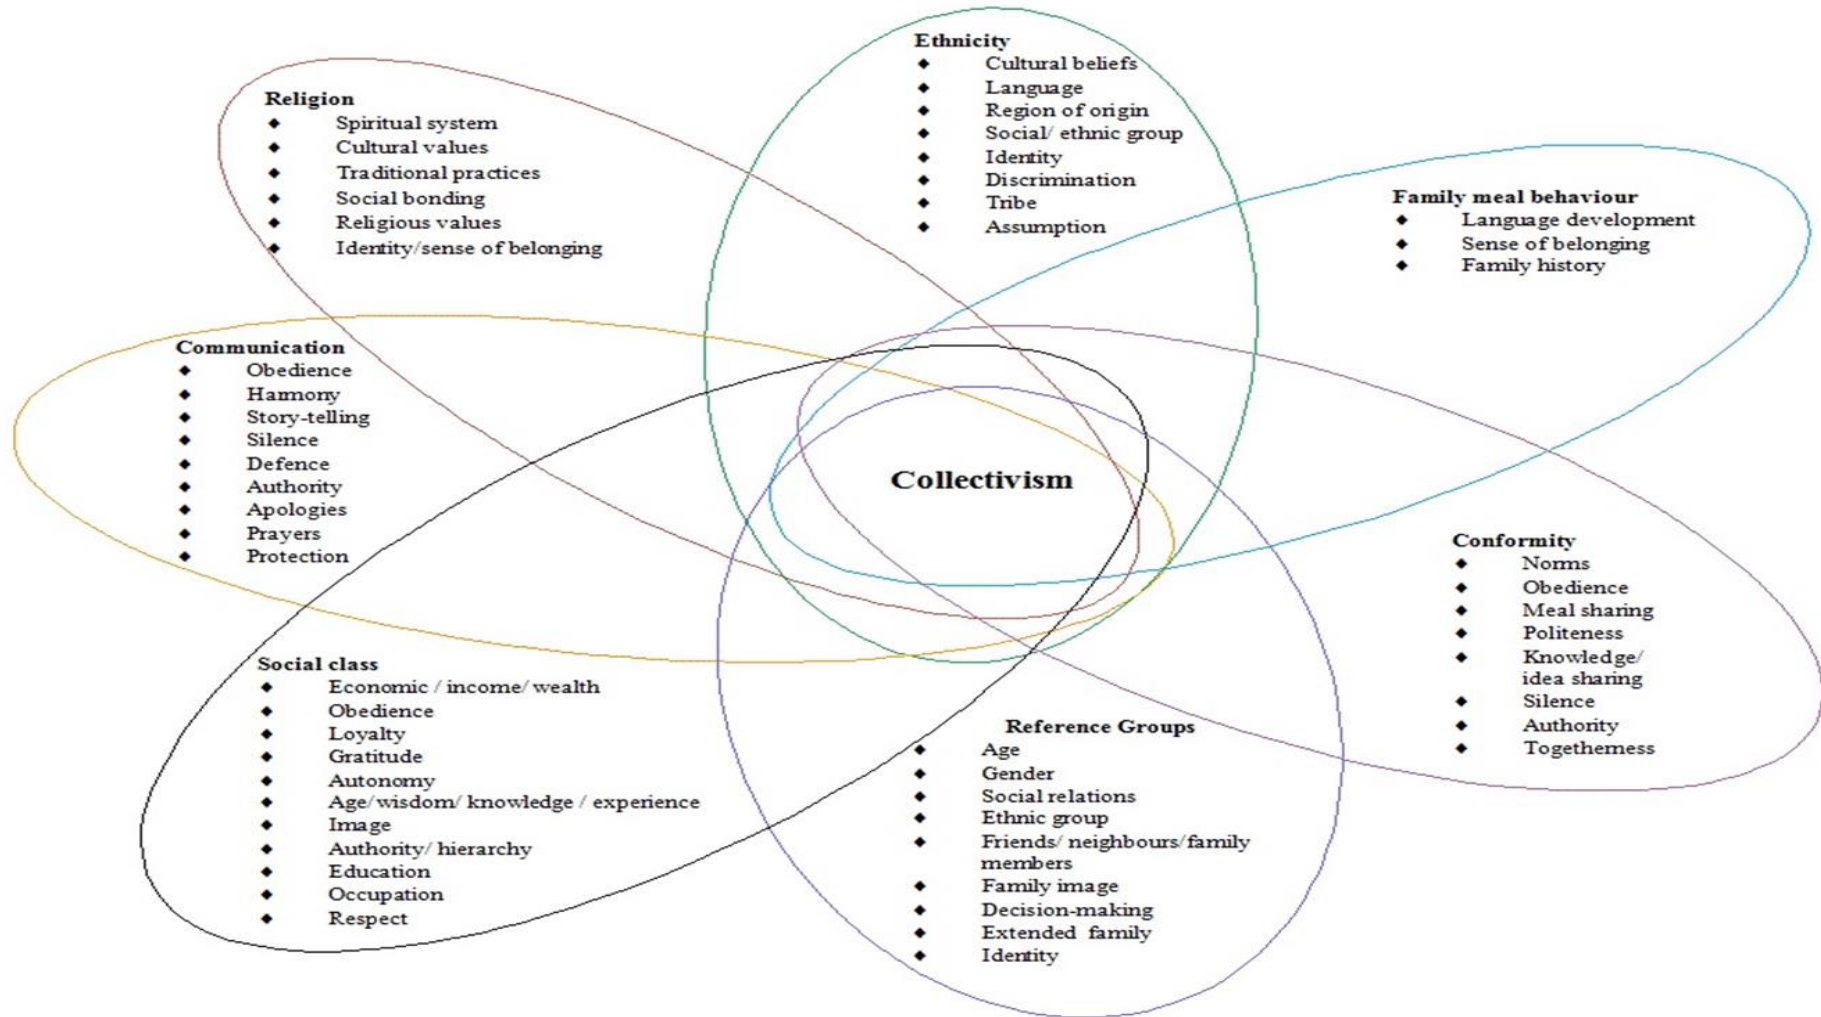 Ethnicity
Cultural beliefs
Language
Region of origin
Social/ ethnic group
Identity
Discrimination
Tribe
Assumption
Religion
Spiritual system
Cultural values
Traditional practices
Social bonding
Religious values
Identity/sense of belonging
Family meal behaviour
Language development
Sense of belonging
Family history
Communication
Obedience
Harmony
Story-telling
Silence
Defence
Authority
Apologies
Prayers
Protection
Collectivism
Conformity
Norms
Obedience
Meal sharing
Politeness
Knowledge/
idea sharing
Silence
Authority
Togetherness
Social class
Economic / income/ wealth
Obedience
Loyalty
Gratitude
Autonomy
Age/wisdom/ knowledge / experience
Image
Authority/ hierarchy
Education
Occupation
Respect
Reference Groups
Age
Gender
Social relations
Ethnic group
Friends/ neighbours/family
members
Family image
Decision-making
Extended family
Identity